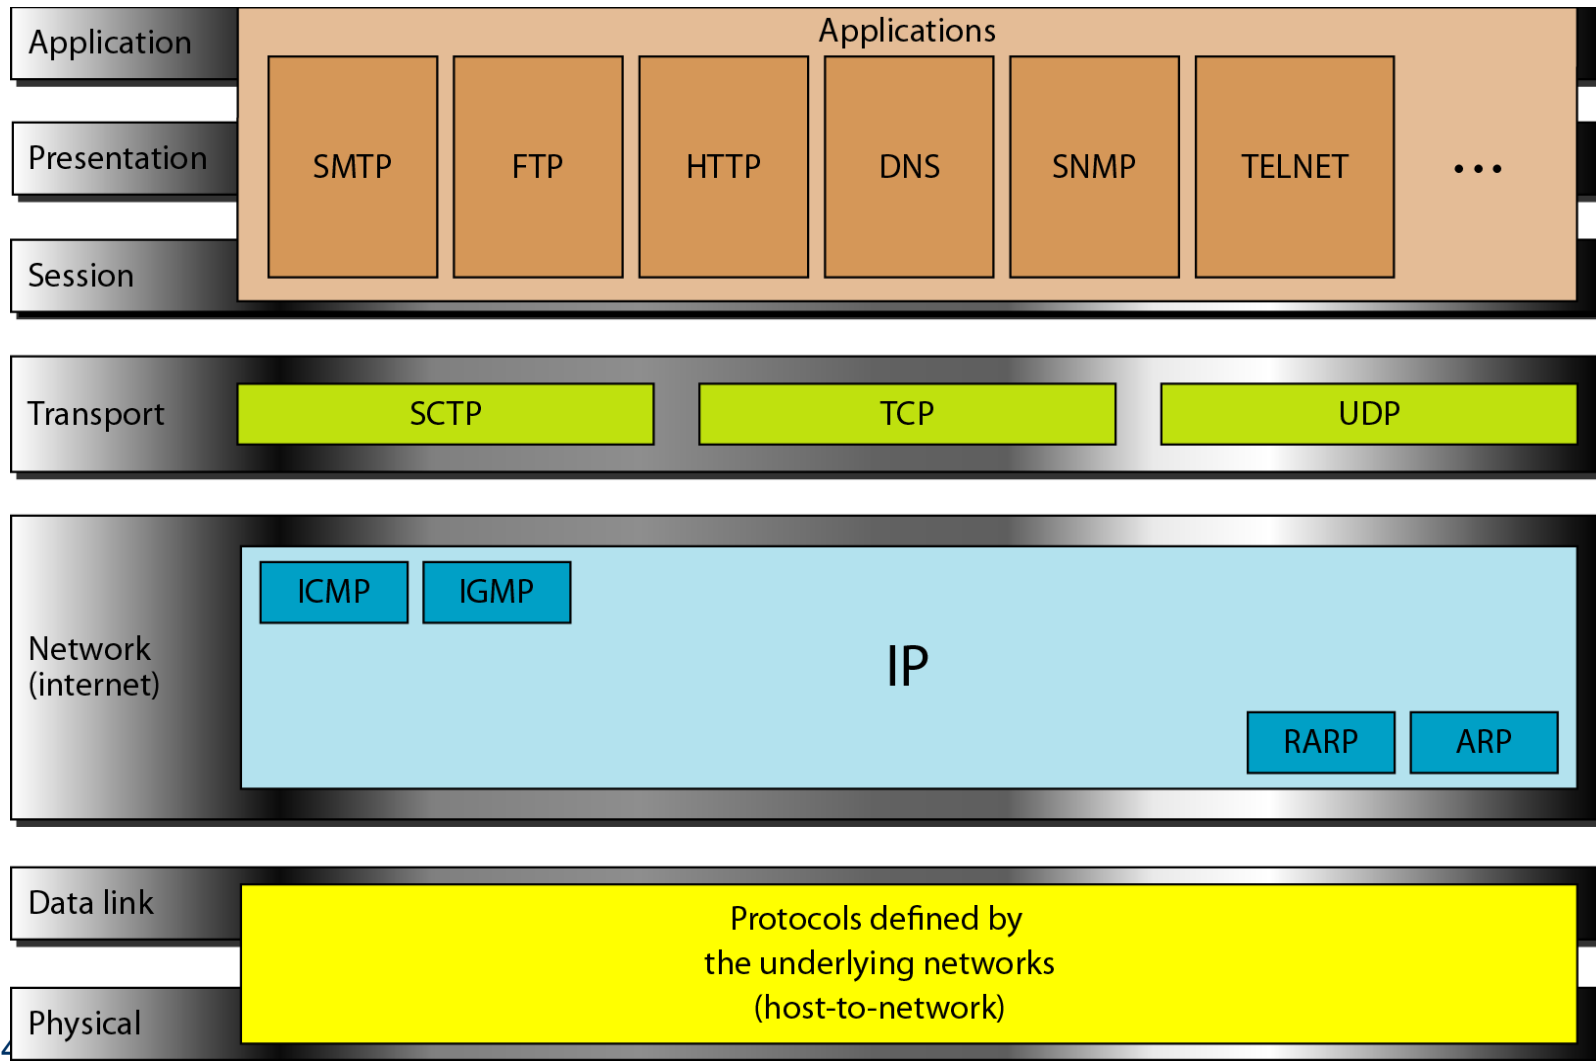 Application
Applications
Presentation
SMTP
FTP
HTTP
DNS
SNMP
TELNET
...
Session
Transport
SCTP
TCP
UDP
Network
(internet)
ICMP
IGMP
IP
RARP
ARP
Data link
Protocols defined by
the underlying networks
(host-to-network)
Physical